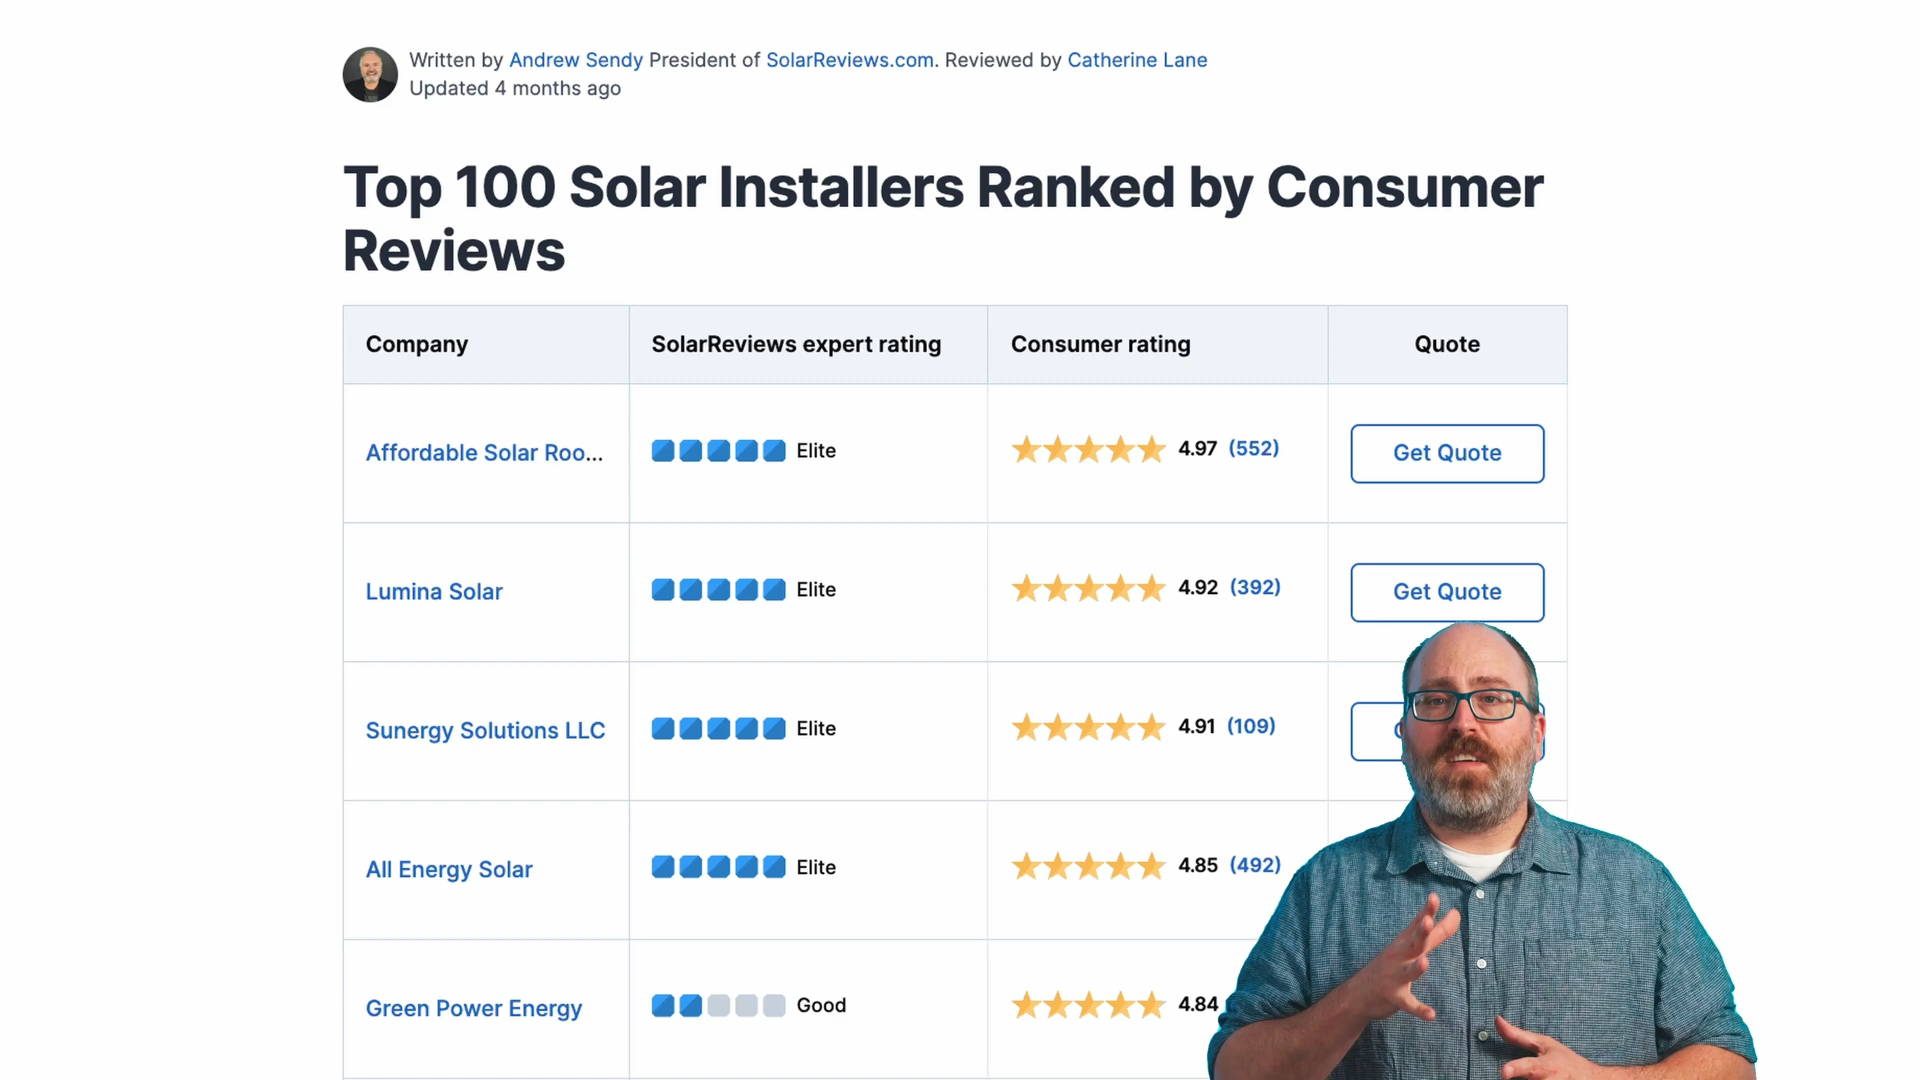 Written by Andrew Sendy President of SolarReviews.com. Reviewed by Catherine Lane
Updated 4 months ago
Top 100 Solar Installers Ranked by Consumer
Reviews
Company SolarReviews expert rating Consumer rating Quote
Affordable Solar Roo... Elite 4.97 (552) Get Quote
Lumina Solar Elite 4.92 (392) Get Quote
Sunergy Solutions LLC Elite 4.91 (109)
All Energy Solar Elite 4.85 (492)
Green Power Energy Good 4.84